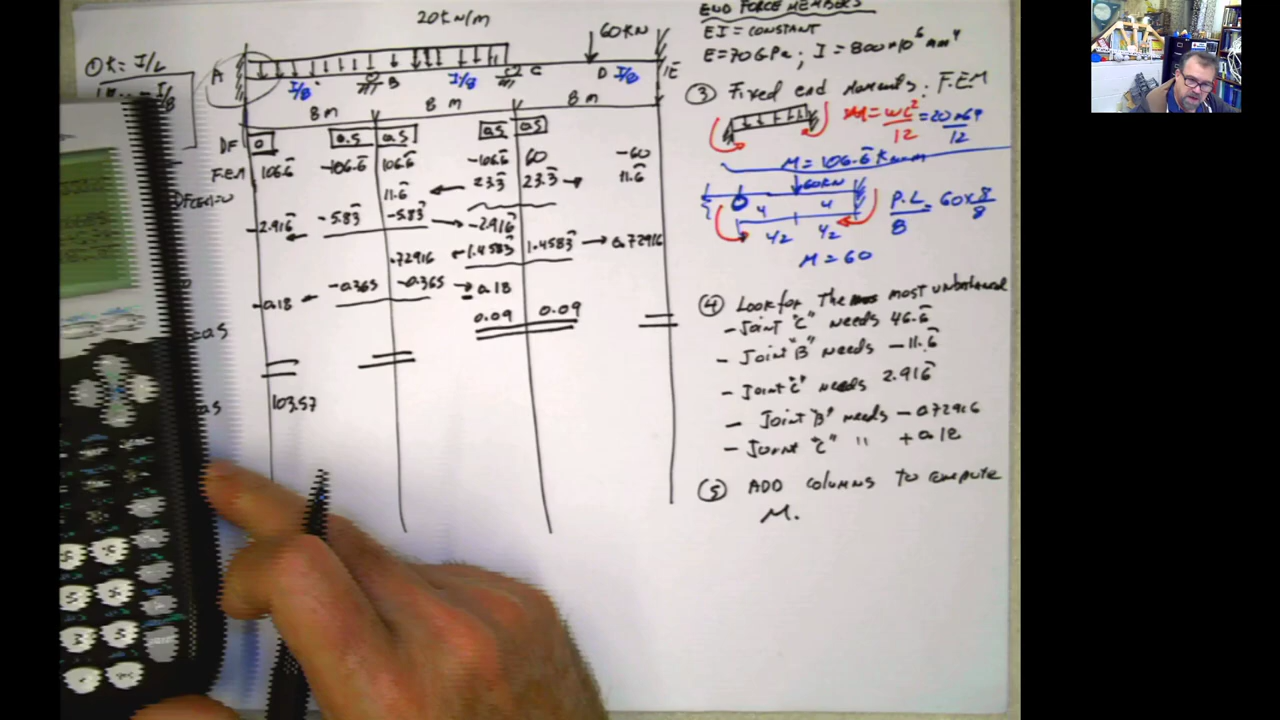 20kN/m
60KN
① K = I/L
A
I/8
B
I/8
C
D
I/8
E
8m
8 m
8 m
DF
0
0.5
0.5
0.5
0.5
F.E.M
106.6
-106.6
106.6
-106.6
60
-60
11.6
23.3
23.3
11.6
-2.916
-5.83
-5.83
-2.916
.72916
1.4583
1.4583
0.72916
-0.18
-0.365
-0.365
-0.18
0.09
0.09
103.57
END FORCE MEMBERS
EI = CONSTANT
E=70GPa; I = 800×10⁶ mm⁴
③ Fixed end moments: F.E.M
M = wL²/12 = 20×8²/12
M = 106.6 KN·m
60KN
4
4
L/2
L/2
P.L/8 = 60×8/8
M = 60
④ Look for the most unbalanced
- Joint "C" needs 46.6
- Joint "B" needs -11.6
- Joint "C" needs 2.916
- Joint "B" needs -0.72916
- Joint "C" " +0.18
⑤ ADD columns to compute
M.